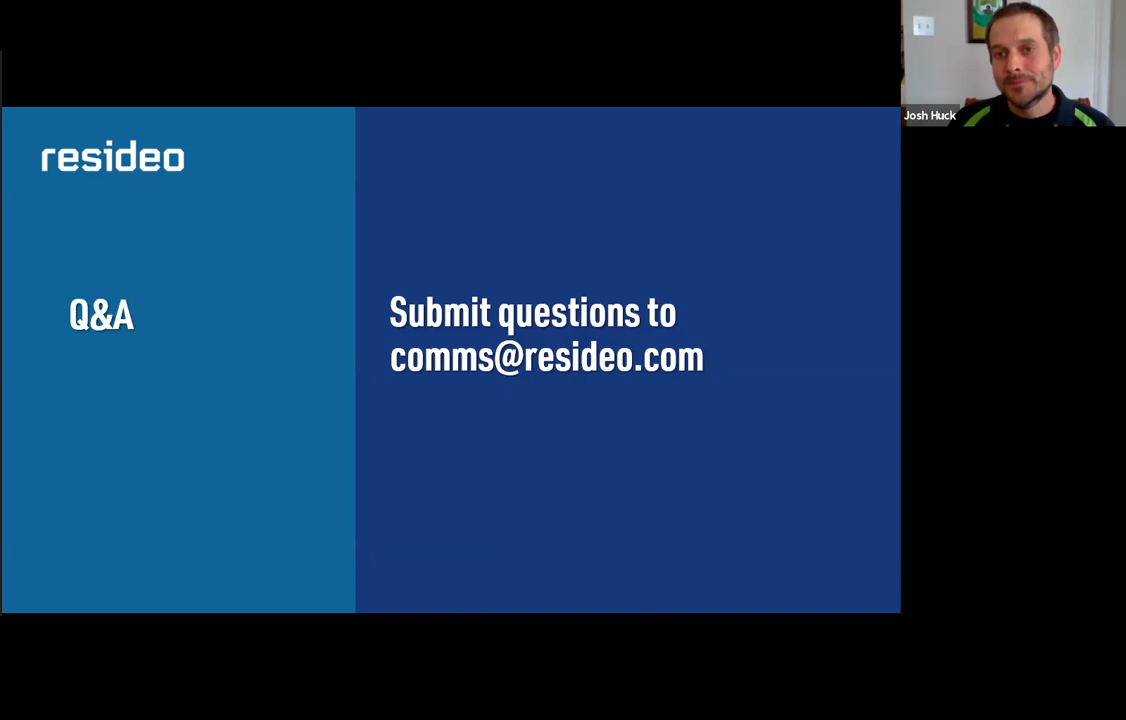 resideo
Q&A
Submit questions to
comms@resideo.com
Josh Huck